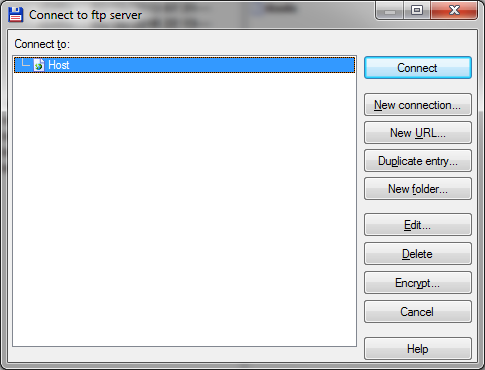 Connect to ftp server
Connect to:
Host
Connect
New connection...
New URL...
Duplicate entry...
New folder...
Edit...
Delete
Encrypt...
Cancel
Help